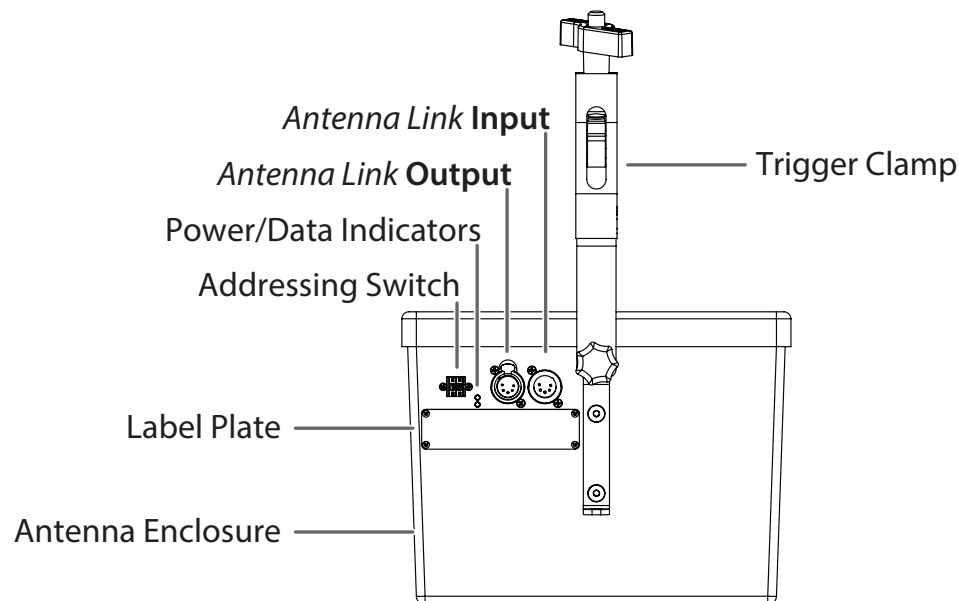 Antenna Link Input
Trigger Clamp
Antenna Link Output
Power/Data Indicators
Addressing Switch
Label Plate
Antenna Enclosure